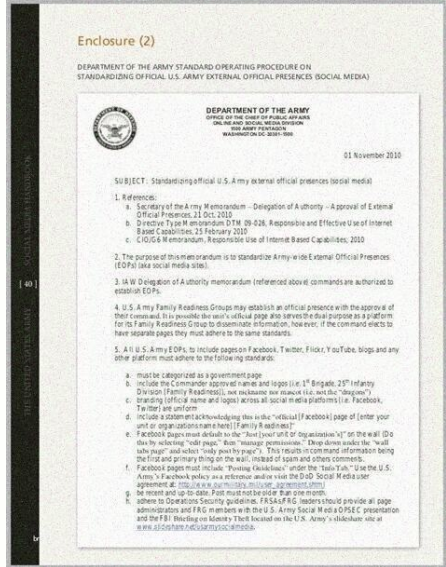 Enclosure (2)
DEPARTMENT OF THE ARMY STANDARD OPERATING PROCEDURE ON
STANDARDIZING OFFICIAL U.S. ARMY EXTERNAL OFFICIAL PRESENCES (SOCIAL MEDIA)
DEPARTMENT OF THE ARMY
OFFICE OF THE CHIEF OF PUBLIC AFFAIRS
ONLINE AND SOCIAL MEDIA DIVISION
1500 ARMY PENTAGON
WASHINGTON DC 20301-1500
01 November 2010
SUBJECT: Standardizing official U.S. Army external official presences (social media)
1. References:
a. Secretary of the Army Memorandum – Delegation of Authority – Approval of External
Official Presences, 21 Oct. 2010
b. Directive Type Memorandum DTM 09-026, Responsible and Effective Use of Internet
Based Capabilities, 25 February 2010
c. CIO/G6 Memorandum, Responsible Use of Internet Based Capabilities, 2010
2. The purpose of this memorandum is to standardize Army-wide External Official Presences
(EOPs) (aka social media sites).
3. IAW Delegation of Authority memorandum (referenced above) commands are authorized to
establish EOPs.
4. U.S. Army Family Readiness Groups may establish an official presence with the approval of
their command. It is possible the unit's official page also serves the dual purpose as a platform
for its Family Readiness Group to disseminate information, however, if the command elects to
have separate pages they must adhere to the same standards.
5. All U.S. Army EOPs, to include pages on Facebook, Twitter, Flickr, YouTube, blogs and any
other platform must adhere to the following standards:
a. must be categorized as a government page
b. include the Commander approved names and logos (i.e. 1st Brigade, 25th Infantry
Division [Family Readiness]), not nickname nor mascot (i.e. not the "dragons")
c. branding (official name and logos) across all social media platforms (i.e. Facebook,
Twitter) are uniform
d. include a statement acknowledging this is the "official [Facebook] page of [enter your
unit or organizations name here] [Family Readiness]"
e. Facebook pages must default to the "Just [your unit or Organization's]" on the wall (Do
this by selecting "edit page," then "manage permissions." Drop down under the "wall
tabs page" and select "only post by page"). This results in command information being
the first and primary thing on the wall, instead of spam and others comments.
f. Facebook pages must include "Posting Guidelines" under the "Info Tab." Use the U.S.
Army's Facebook policy as a reference and/or visit the DoD Social Media user
agreement at: http://www.ourmilitary.mil/user_agreement.shtml
g. be recent and up-to-date. Post must not be older than one month.
h. adhere to Operations Security guidelines. FRSAs/FRG leaders should provide all page
administrators and FRG members with the U.S. Army Social Media OPSEC presentation
and the FBI Briefing on Identity Theft located on the U.S. Army's slideshare site at
www.slideshare.net/usarmysocialmedia.
SOCIAL MEDIA HANDBOOK
[ 40 ]
THE UNITED STATES ARMY